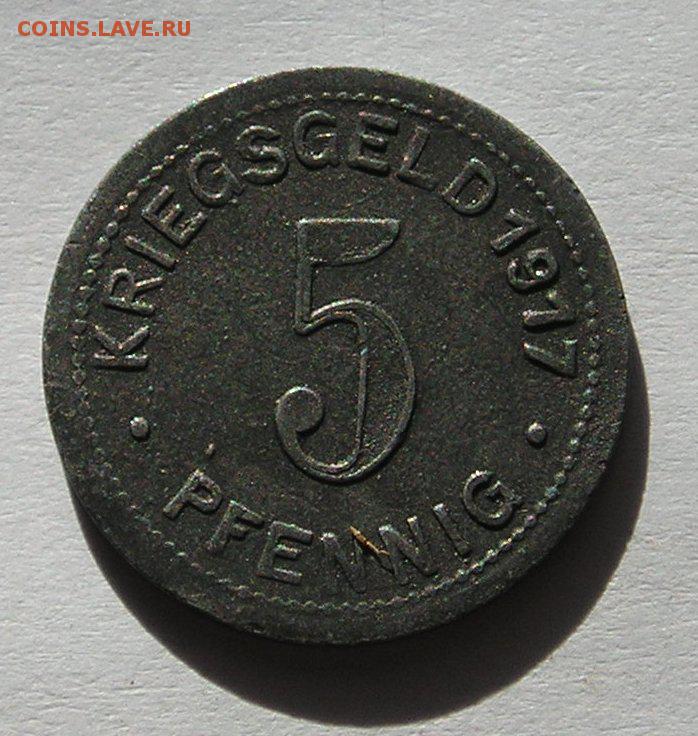 COINS.LAVE.RU
KRIEGSGELD 1917
5
PFENNIG